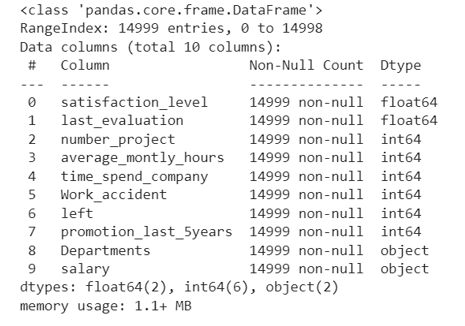 <class 'pandas.core.frame.DataFrame'>
RangeIndex: 14999 entries, 0 to 14998
Data columns (total 10 columns):
 #   Column                 Non-Null Count  Dtype
---  ------                 --------------  -----
 0   satisfaction_level     14999 non-null  float64
 1   last_evaluation        14999 non-null  float64
 2   number_project         14999 non-null  int64
 3   average_montly_hours   14999 non-null  int64
 4   time_spend_company     14999 non-null  int64
 5   Work_accident          14999 non-null  int64
 6   left                   14999 non-null  int64
 7   promotion_last_5years  14999 non-null  int64
 8   Departments            14999 non-null  object
 9   salary                 14999 non-null  object
dtypes: float64(2), int64(6), object(2)
memory usage: 1.1+ MB